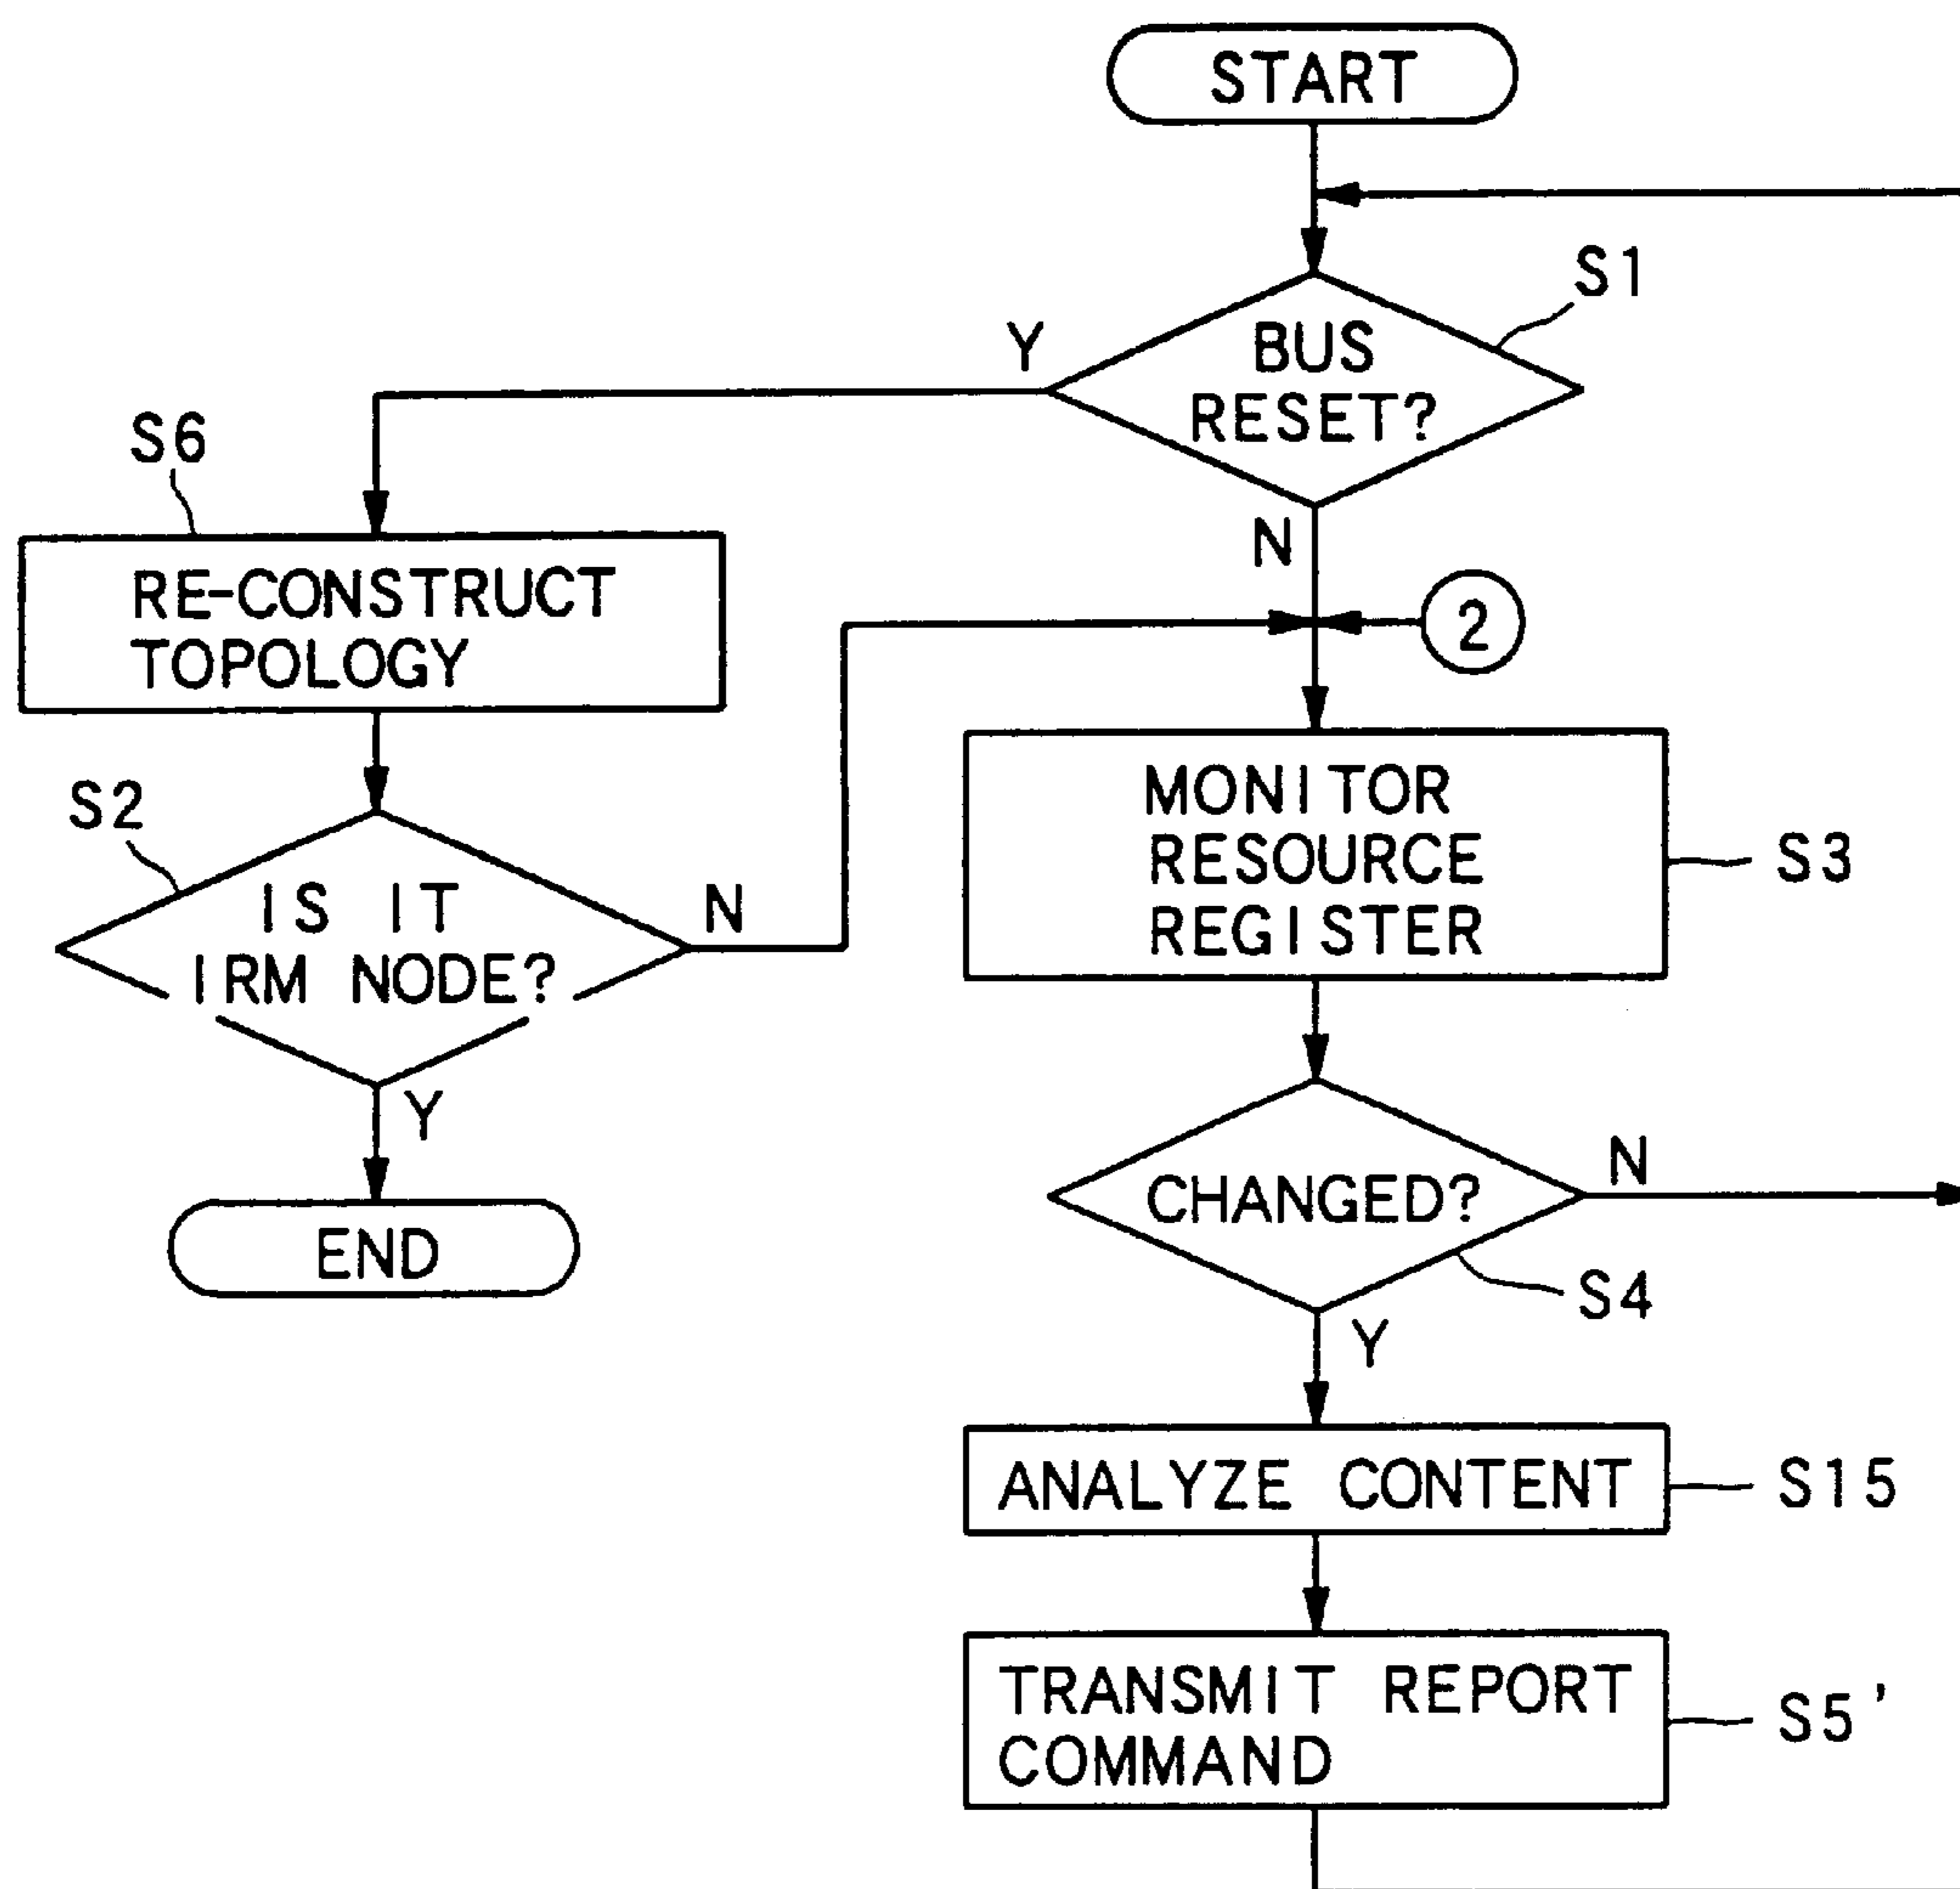 START
S1
Y
BUS
RESET?
S6
N
RE-CONSTRUCT
TOPOLOGY
2
S2
IS IT
IRM NODE?
N
MONITOR
RESOURCE
REGISTER
S3
Y
END
CHANGED?
N
S4
Y
ANALYZE CONTENT
S15
TRANSMIT REPORT
COMMAND
S5'